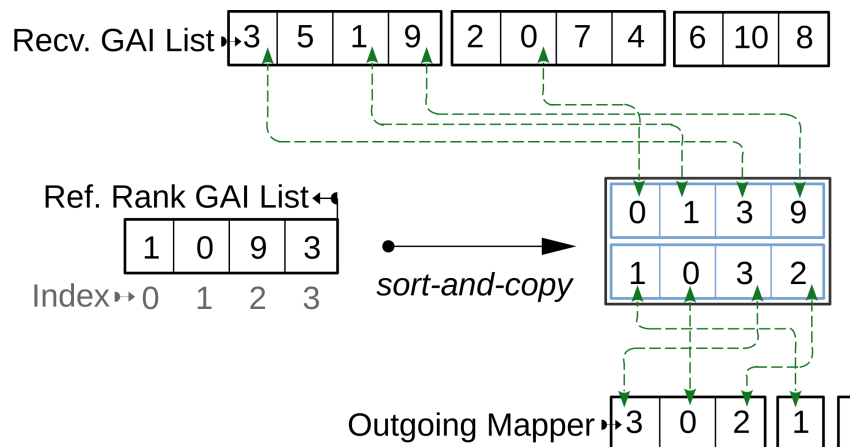 Recv. GAI List 3 5 1 9 2 0 7 4 6 10 8
Ref. Rank GAI List
0 1 3 9
1 0 9 3
sort-and-copy
1 0 3 2
Index 0 1 2 3
Outgoing Mapper 3 0 2 1